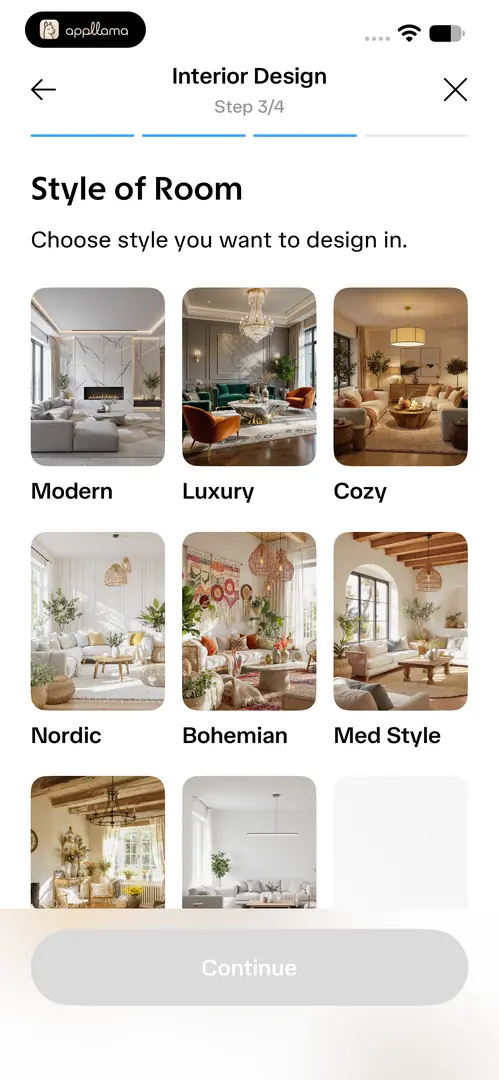 appllama
Interior Design
Step 3/4
Style of Room
Choose style you want to design in.
Modern
Luxury
Cozy
Nordic
Bohemian
Med Style
Continue